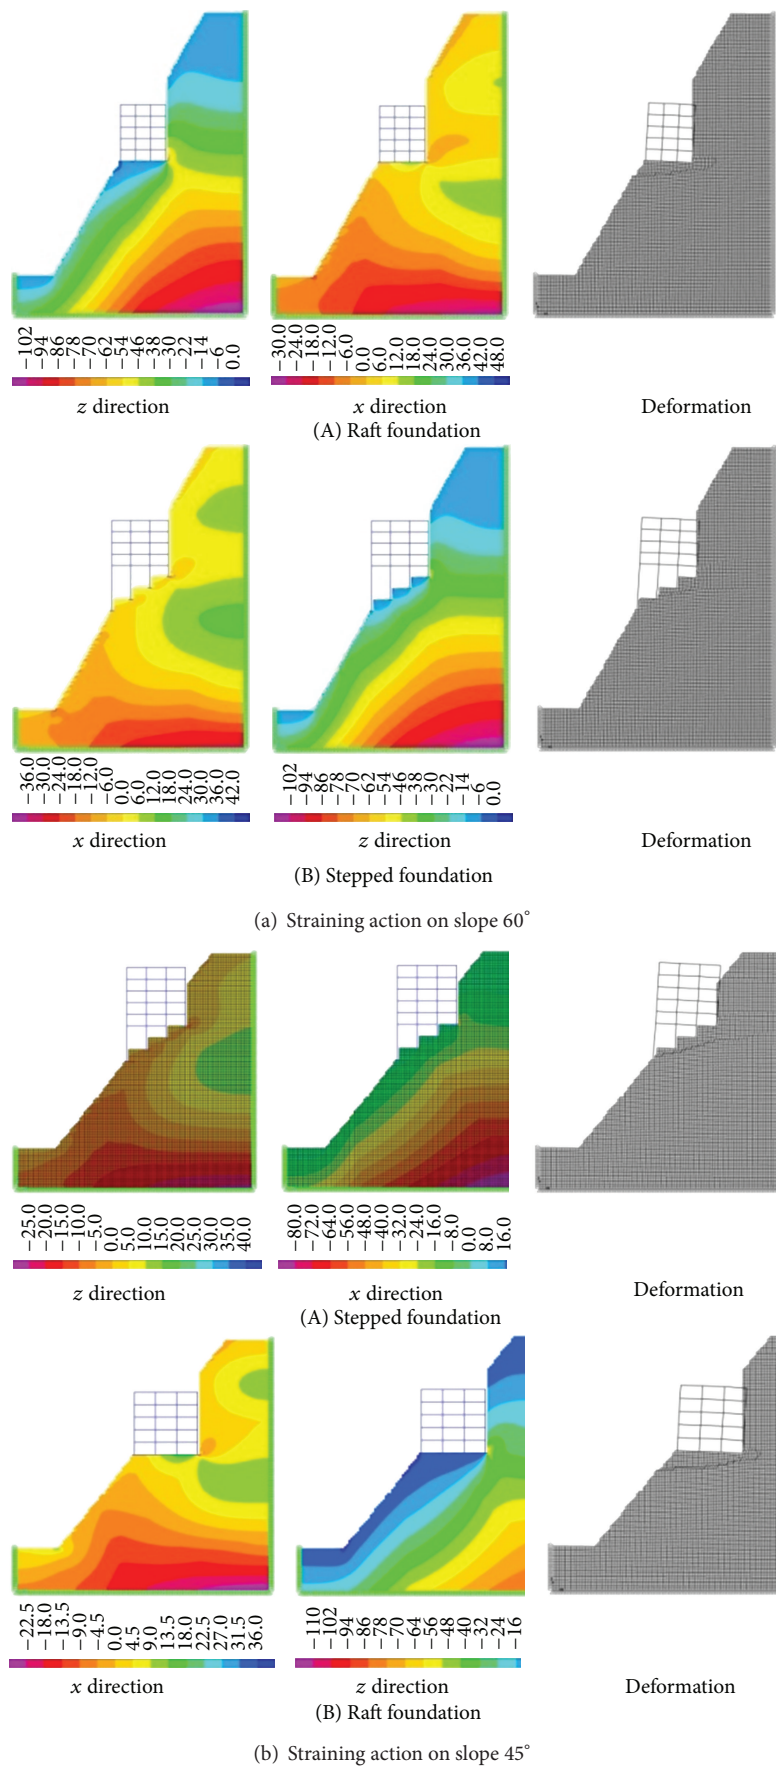 −102 −94 −86 −78 −70 −62 −54 −46 −38 −30 −22 −14 −6 0.0
−30.0 −24.0 −18.0 −12.0 −6.0 0.0 6.0 12.0 18.0 24.0 30.0 36.0 42.0 48.0
z direction
x direction
Deformation
(A) Raft foundation
−36.0 −30.0 −24.0 −18.0 −12.0 −6.0 0.0 6.0 12.0 18.0 24.0 30.0 36.0 42.0
−102 −94 −86 −78 −70 −62 −54 −46 −38 −30 −22 −14 −6 0.0
x direction
z direction
Deformation
(B) Stepped foundation
(a) Straining action on slope 60°
−25.0 −20.0 −15.0 −10.0 −5.0 0.0 5.0 10.0 20.0 25.0 30.0 35.0 40.0
−80.0 −72.0 −64.0 −56.0 −48.0 −40.0 −32.0 −24.0 −16.0 −8.0 0.0 8.0 16.0
z direction
x direction
Deformation
(A) Stepped foundation
−22.5 −18.0 −13.5 −9.0 −4.5 0.0 4.5 9.0 13.5 18.0 22.5 27.0 31.5 36.0
−110 −102 −94 −86 −78 −70 −64 −56 −48 −40 −32 −24 −16
x direction
z direction
Deformation
(B) Raft foundation
(b) Straining action on slope 45°